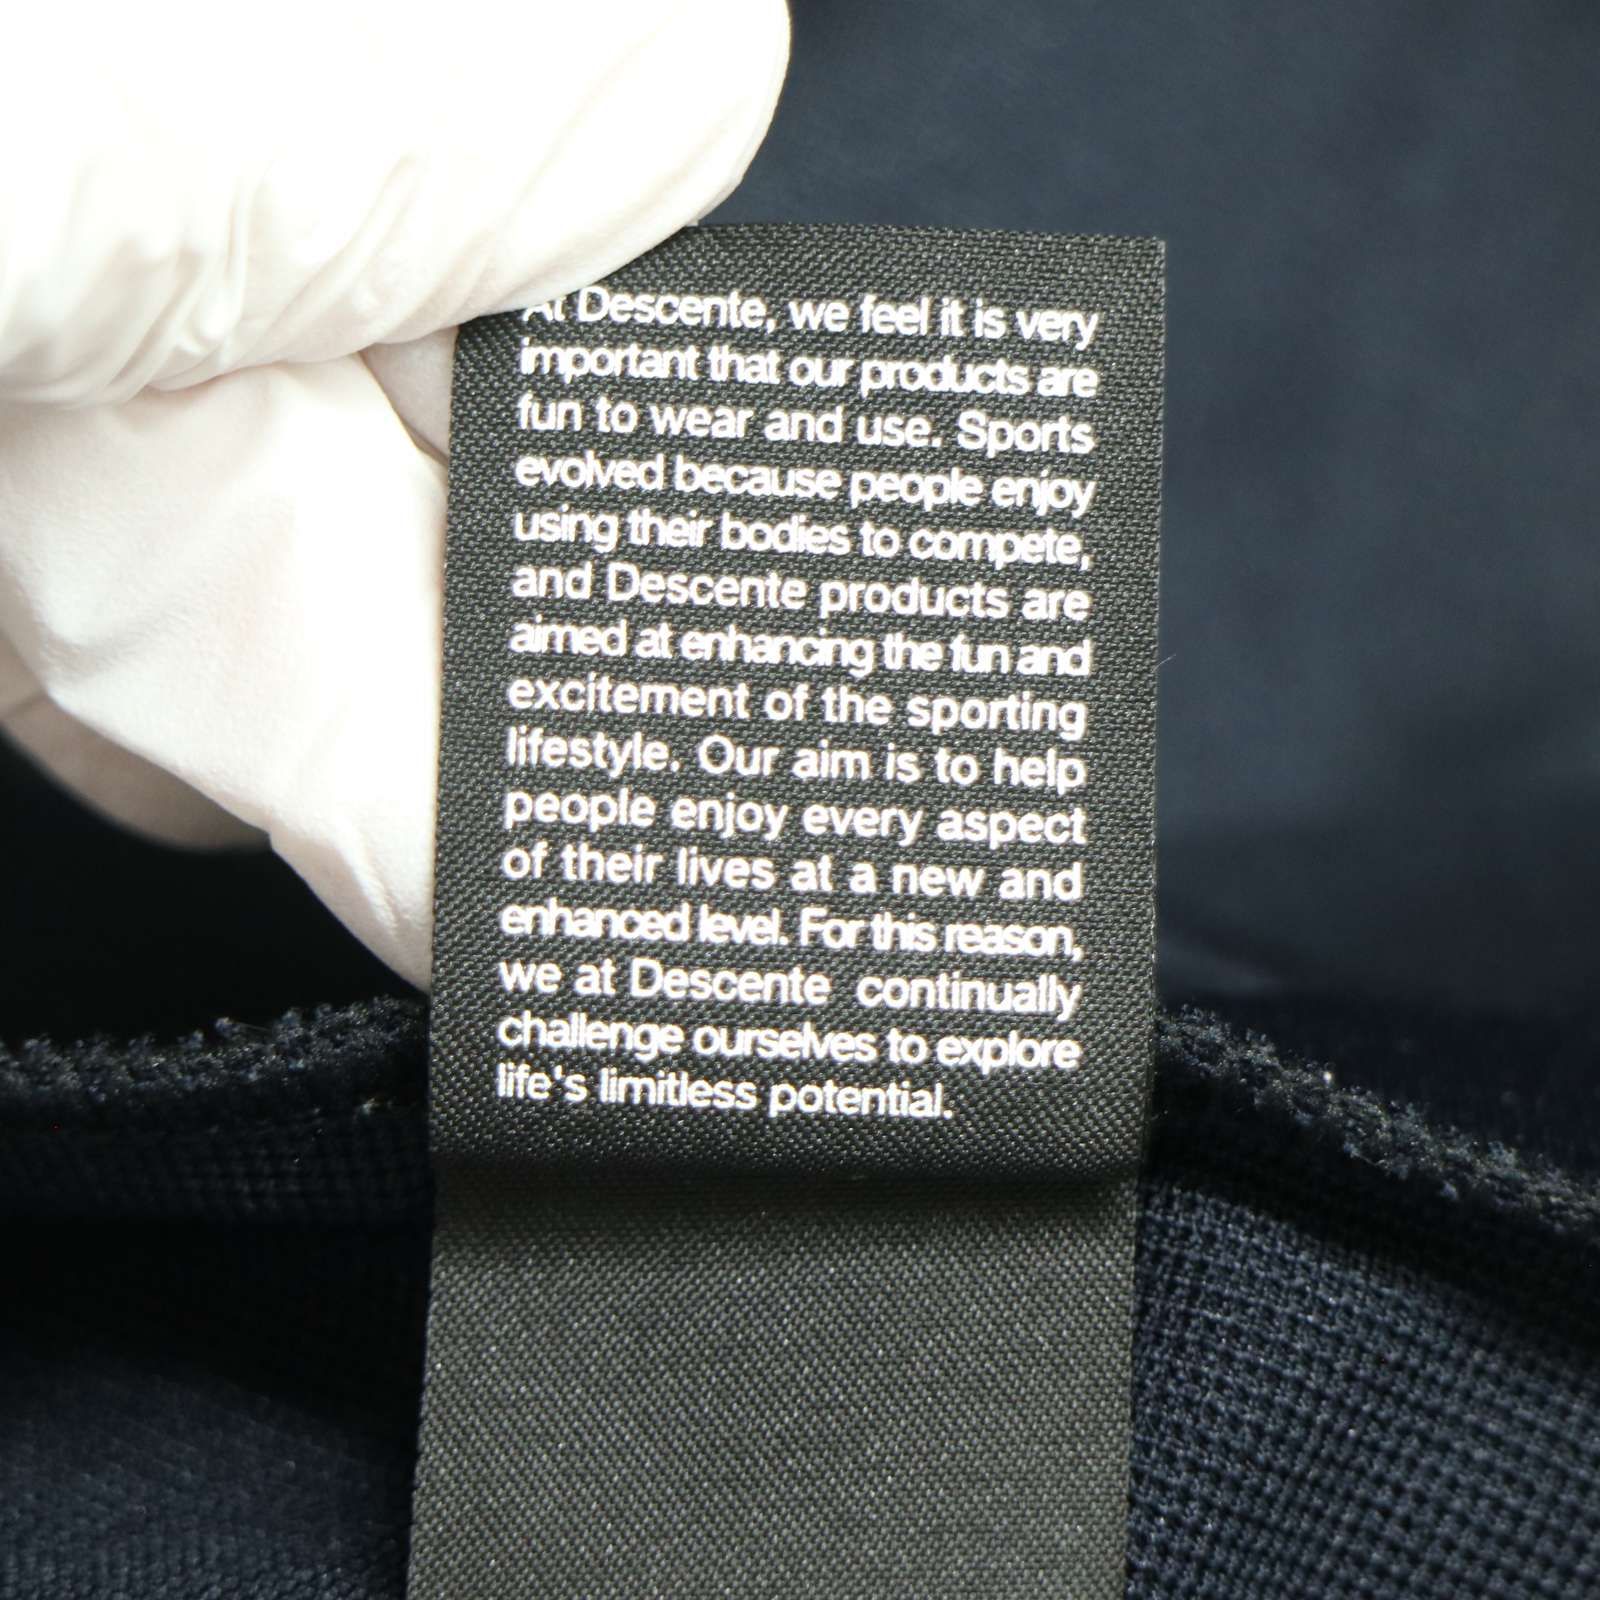 At Descente, we feel it is very
important that our products are
fun to wear and use. Sports
evolved because people enjoy
using their bodies to compete,
and Descente products are
aimed at enhancing the fun and
excitement of the sporting
lifestyle. Our aim is to help
people enjoy every aspect
of their lives at a new and
enhanced level. For this reason,
we at Descente continually
challenge ourselves to explore
life's limitless potential.